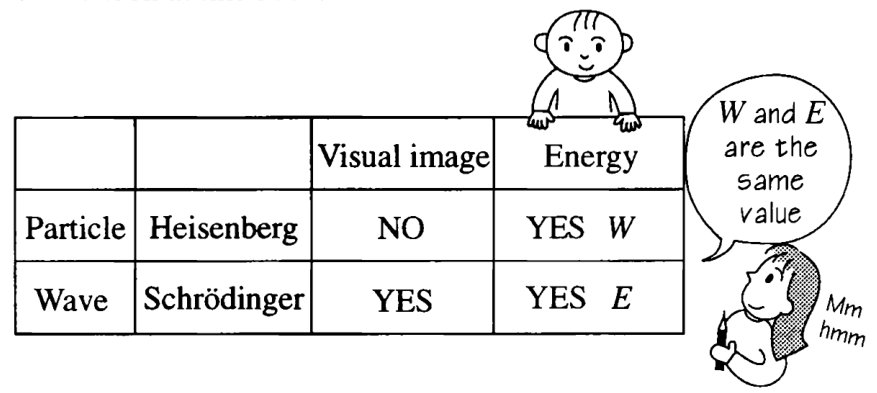 Visual image Energy
Particle Heisenberg NO YES W
Wave Schrödinger YES YES E
W and E
are the
same
value
Mm
hmm